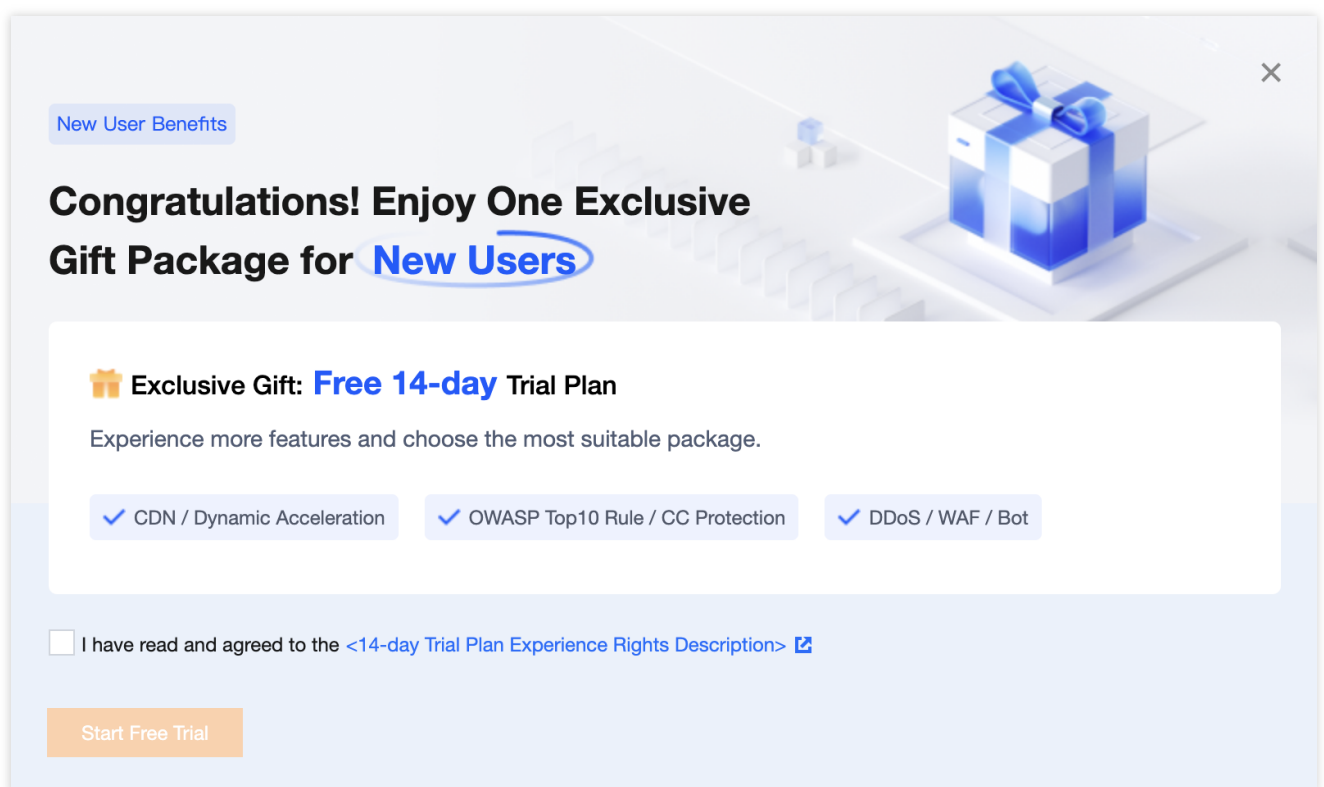 New User Benefits
Congratulations! Enjoy One Exclusive
Gift Package for New Users
Exclusive Gift: Free 14-day Trial Plan
Experience more features and choose the most suitable package.
CDN / Dynamic Acceleration OWASP Top10 Rule / CC Protection DDoS / WAF / Bot
I have read and agreed to the <14-day Trial Plan Experience Rights Description>
Start Free Trial